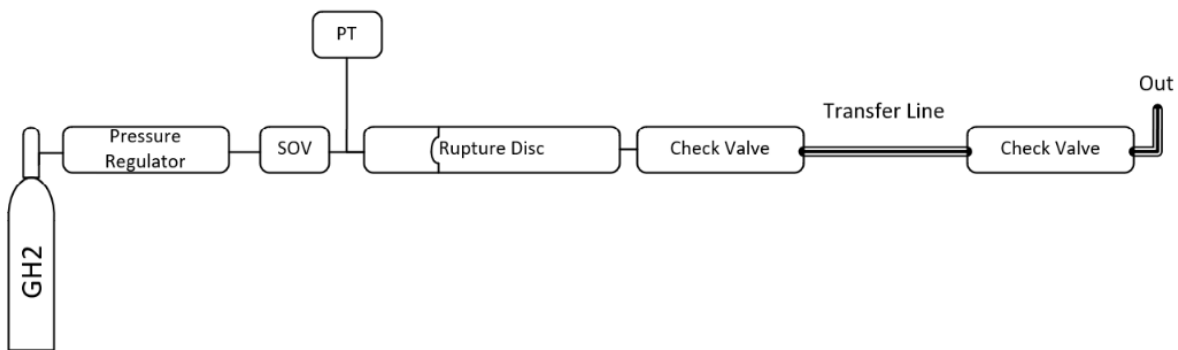 PT
Out
Transfer Line
Pressure
Regulator
SOV
Rupture Disc
Check Valve
Check Valve
GH2